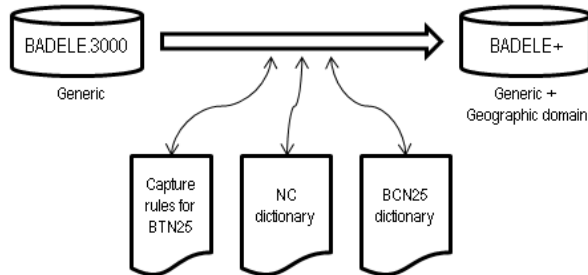 BADELE.3000
BADELE+
Generic
Generic +
Geographic domain
Capture
rules for
BTN25
NC
dictionary
BCN25
dictionary